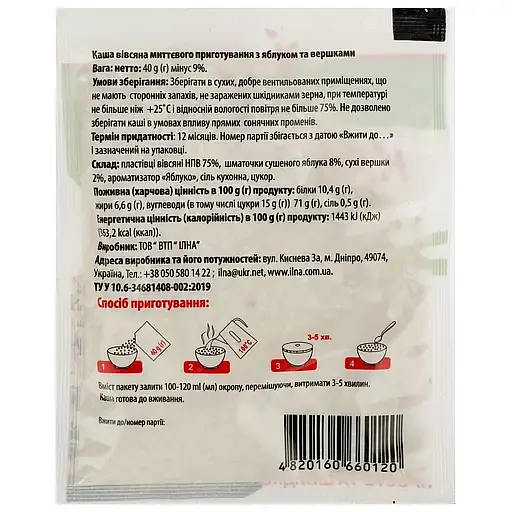 Каша вівсяна миттєвого приготування з яблуком та вершками
Вага: нетто: 40 g (г) мінус 9%.
Умови зберігання: Зберігати в сухих, добре вентильованих приміщеннях, що
не мають сторонніх запахів, не заражених шкідниками зерна, при температурі
не більше ніж +25°С і відносній вологості повітря не більше 75%. Не дозволено
зберігати каші в умовах впливу прямих сонячних променів.
Термін придатності: 12 місяців. Номер партії збігається з датою «Вжити до...»
і зазначений на упаковці.
Склад: пластівці вівсяні НПВ 75%, шматочки сушеного яблука 8%, сухі вершки
2%, ароматизатор «Яблуко», сіль кухонна, цукор.
Поживна (харчова) цінність в 100 g (г) продукту: білки 10,4 g (г),
жири 6,6 g (г), вуглеводи (в тому числі цукри 15 g (г)) 71 g (г), сіль 0,5 g (г).
Енергетична цінність (калорійність) в 100 g (г) продукту: 1443 kJ (кДж)
(363,2 kcal (ккал)).
Виробник: ТОВ "ВТП "ІЛНА"
Адреса виробника та його потужностей: вул. Киснева 3а, м. Дніпро, 49074,
Україна, Тел.: +38 050 580 14 22 ; ilna@ukr.net, www.ilna.com.ua.
ТУ У 10.6-34681408-002:2019
Спосіб приготування:
40 g (г)
100°C
3-5 хв.
1 2 3 4
Вміст пакету залити 100-120 ml (мл) окропу, перемішуючи, витримати 3-5 хвилин.
Каша готова до вживання.
Вжити до/номер партії:
4 820160 660120